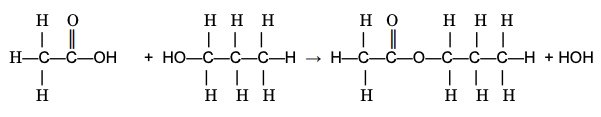 H O H H H H O H H H
H—C—C—OH + HO—C—C—C—H → H—C—C—O—C—C—C—H + HOH
H H H H H H H H